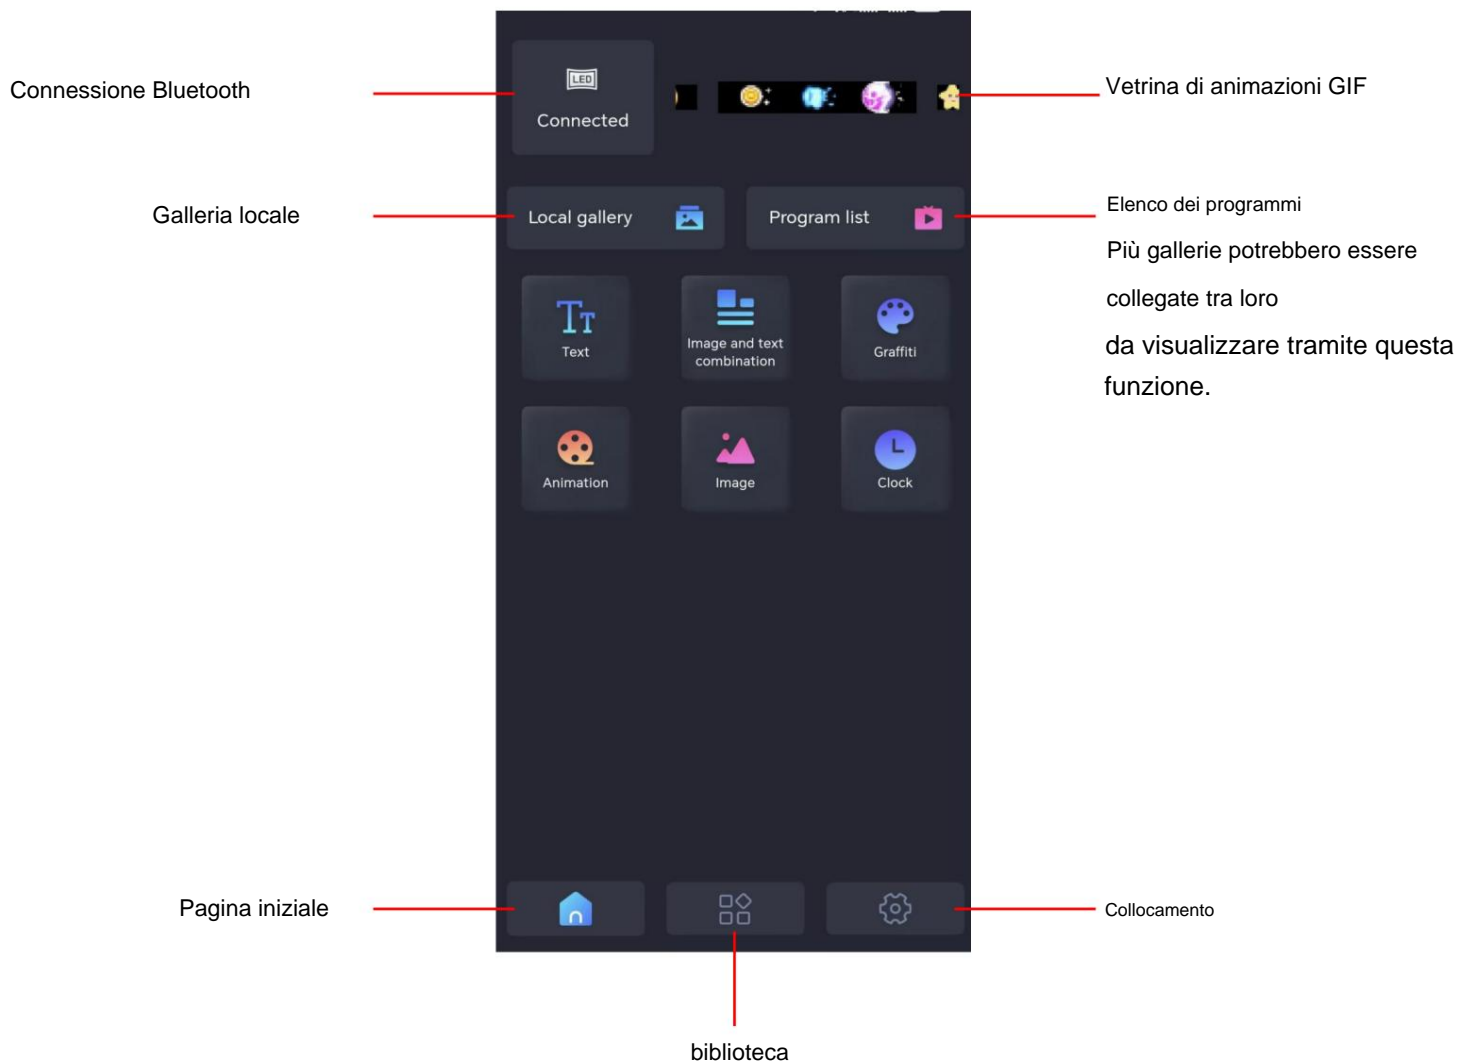 Connessione Bluetooth
LED
Connected
Vetrina di animazioni GIF
Galleria locale
Local gallery
Program list
Elenco dei programmi
Più gallerie potrebbero essere
collegate tra loro
da visualizzare tramite questa
funzione.
Text
Image and text
combination
Graffiti
Animation
Image
Clock
Pagina iniziale
Collocamento
biblioteca